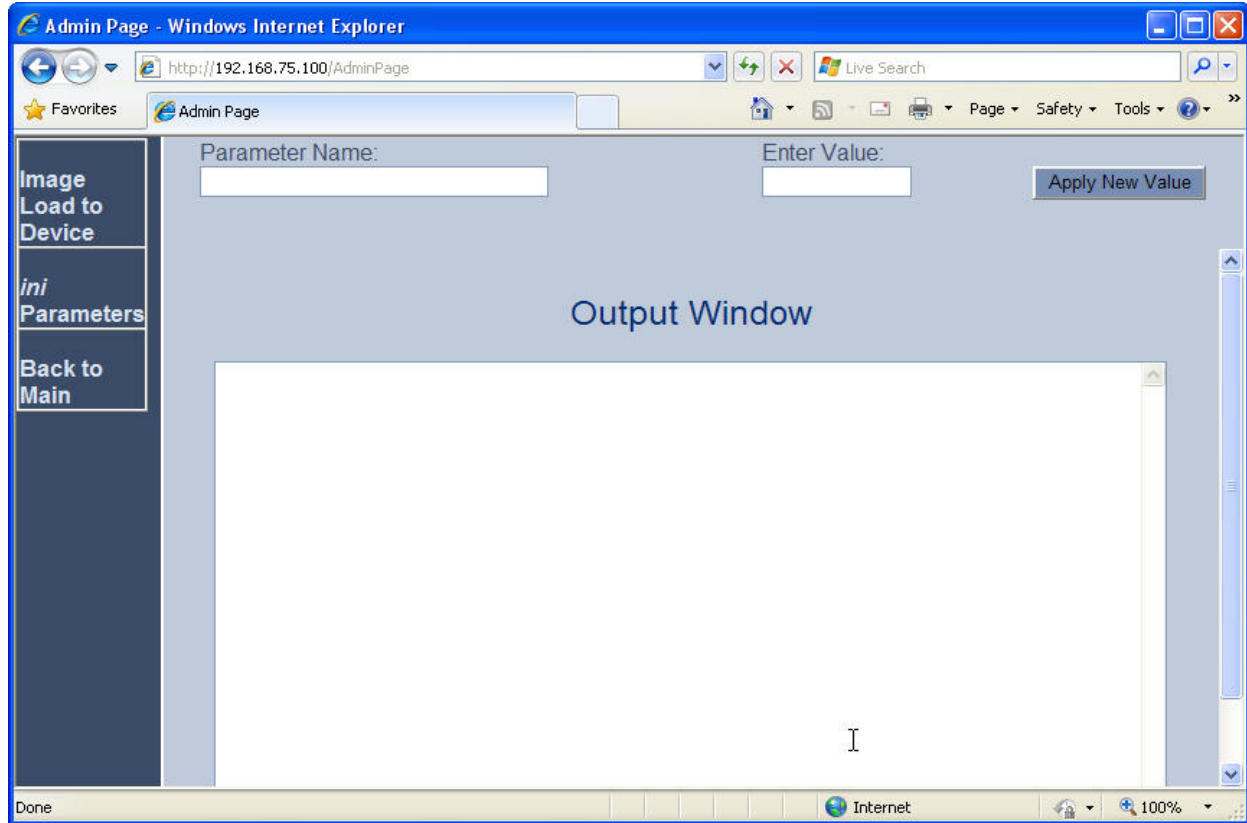 Admin Page - Windows Internet Explorer
http://192.168.75.100/AdminPage
Live Search
Favorites
Admin Page
Page
Safety
Tools
»
Parameter Name:
Enter Value:
Apply New Value
Image
Load to
Device
ini
Parameters
Back to
Main
Output Window
Done
Internet
100%